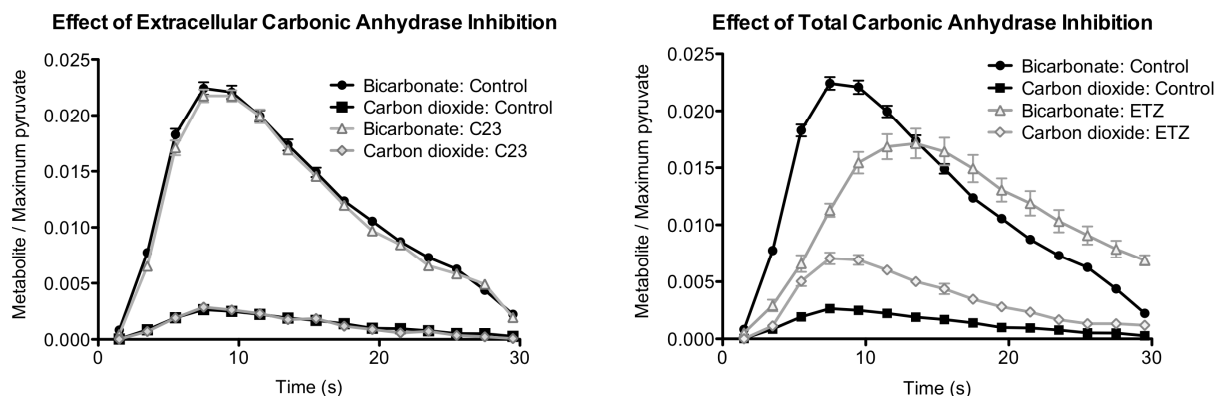 Effect of Extracellular Carbonic Anhydrase Inhibition
Metabolite / Maximum pyruvate
0.025
0.020
0.015
0.010
0.005
0.000
0
10
20
30
Time (s)
Bicarbonate: Control
Carbon dioxide: Control
Bicarbonate: C23
Carbon dioxide: C23
Effect of Total Carbonic Anhydrase Inhibition
Metabolite / Maximum pyruvate
0.025
0.020
0.015
0.010
0.005
0.000
0
10
20
30
Time (s)
Bicarbonate: Control
Carbon dioxide: Control
Bicarbonate: ETZ
Carbon dioxide: ETZ